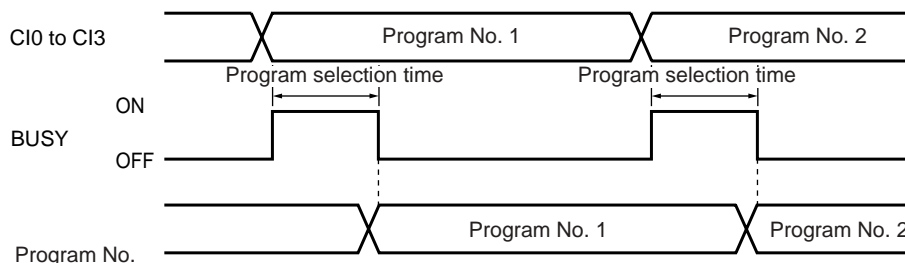 CI0 to CI3
Program No. 1
Program No. 2
Program selection time
Program selection time
ON
BUSY
OFF
Program No. 1
Program No. 2
Program No.